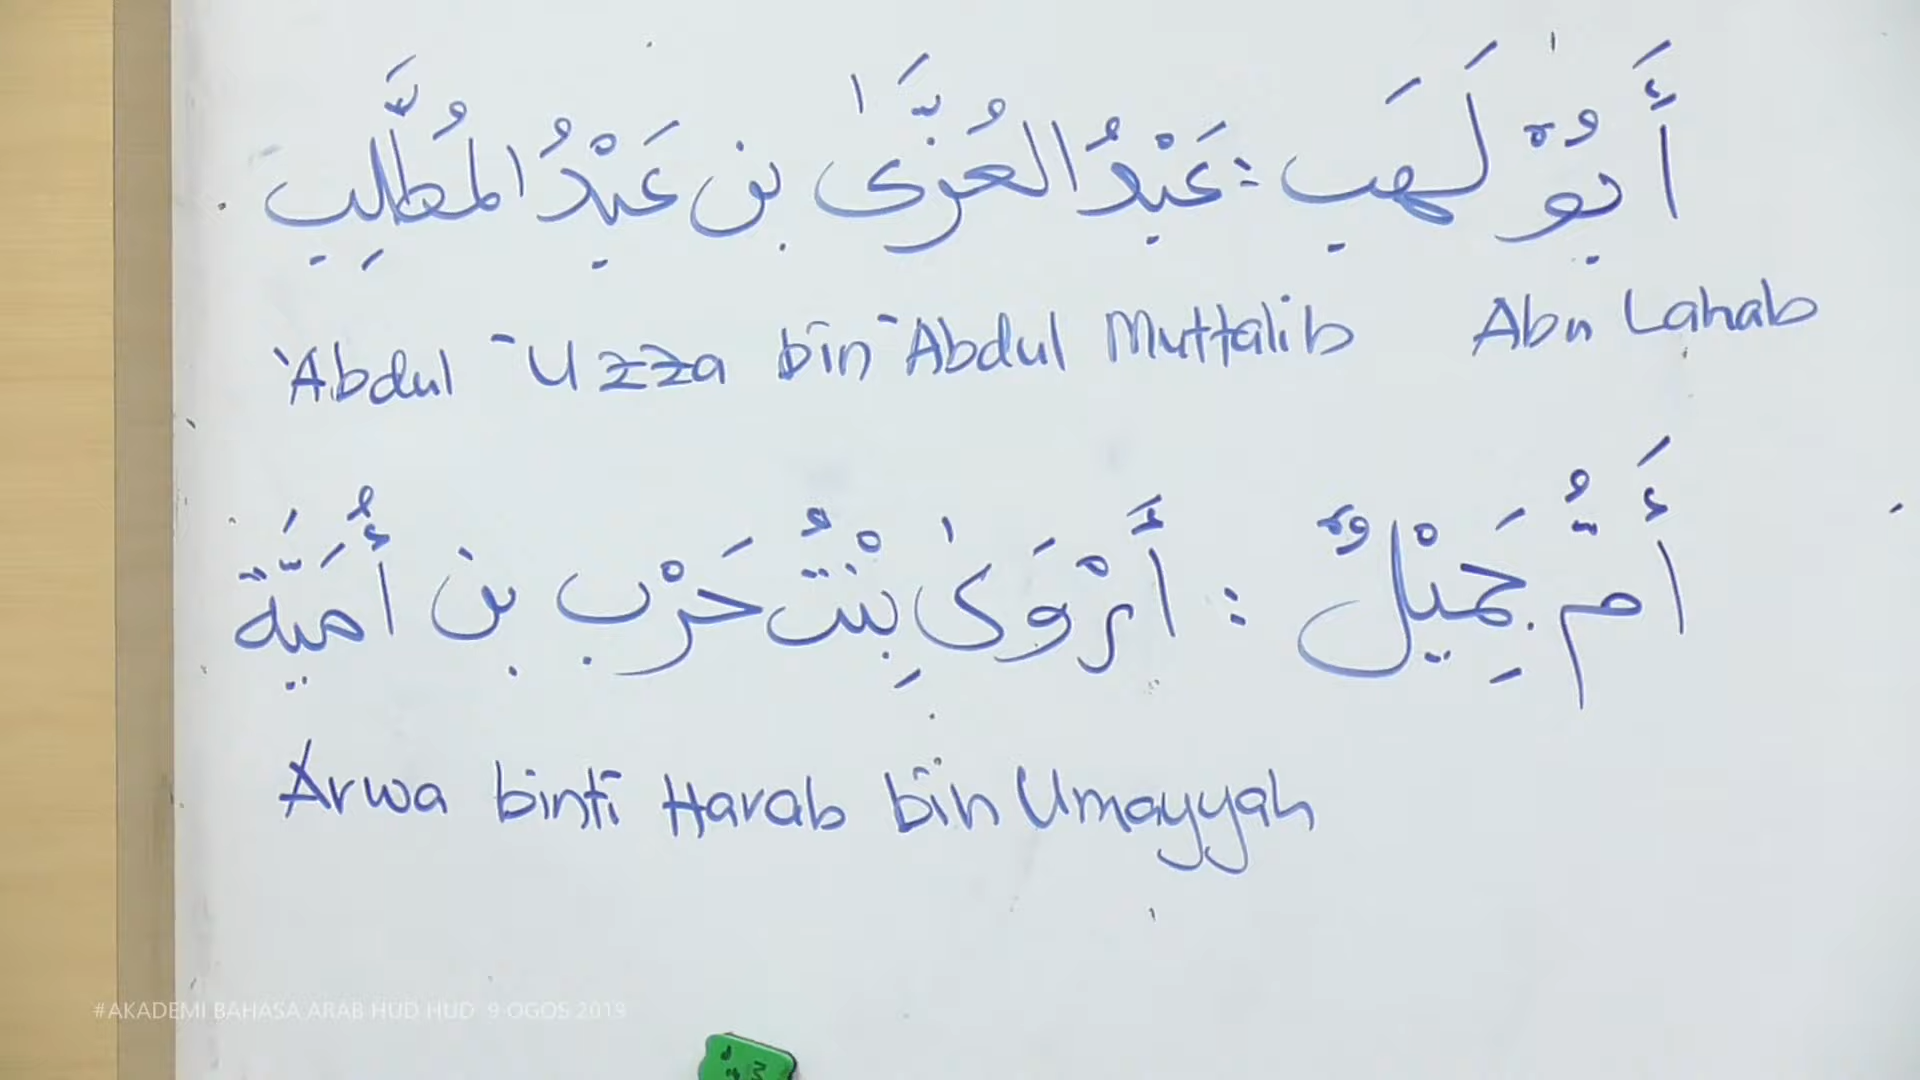 أَبُوْ لَهَب : عَبْدُ العُزَّىٰ بن عَبْدُ المُطَّلِب
'Abdul 'Uzza bin 'Abdul Muttalib Abu Lahab
أَمُّ جَمِيْلٌ : أَرْوَىٰ بِنْتُ حَرْب بن أُمَيَّة
Arwa binti Harab bin Umayyah
#AKADEMI BAHASA ARAB HUD HUD 9 OGOS 2019